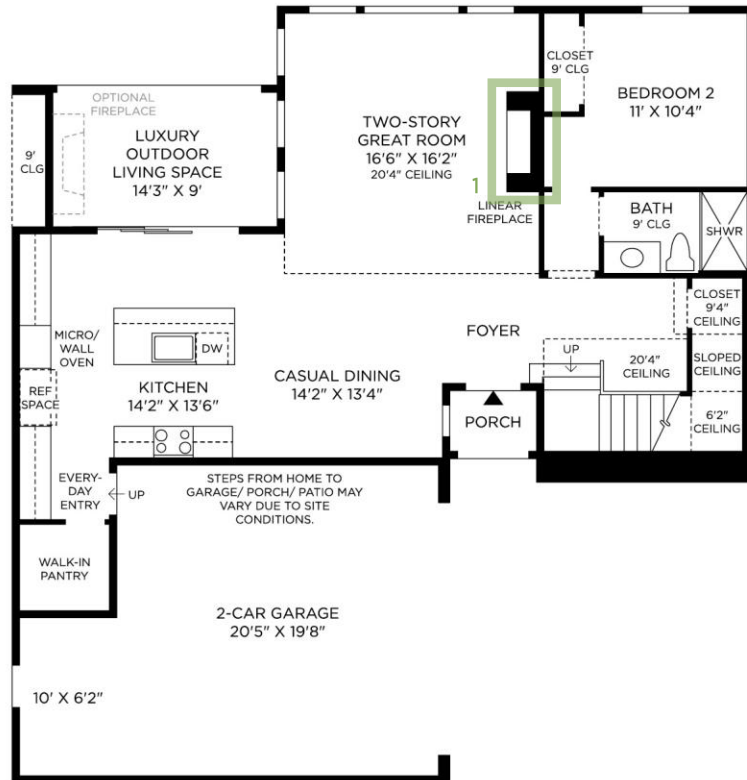 OPTIONAL
FIREPLACE
LUXURY
OUTDOOR
LIVING SPACE
14'3" X 9'
9'
CLG
TWO-STORY
GREAT ROOM
16'6" X 16'2"
20'4" CEILING
1
LINEAR
FIREPLACE
CLOSET
9' CLG
BEDROOM 2
11' X 10'4"
BATH
9' CLG
SHWR
CLOSET
9'4"
CEILING
SLOPED
CEILING
6'2"
CEILING
MICRO/
WALL
OVEN
DW
REF
SPACE
KITCHEN
14'2" X 13'6"
CASUAL DINING
14'2" X 13'4"
FOYER
UP
20'4"
CEILING
PORCH
EVERY-
DAY
ENTRY
UP
STEPS FROM HOME TO
GARAGE/ PORCH/ PATIO MAY
VARY DUE TO SITE
CONDITIONS.
WALK-IN
PANTRY
2-CAR GARAGE
20'5" X 19'8"
10' X 6'2"